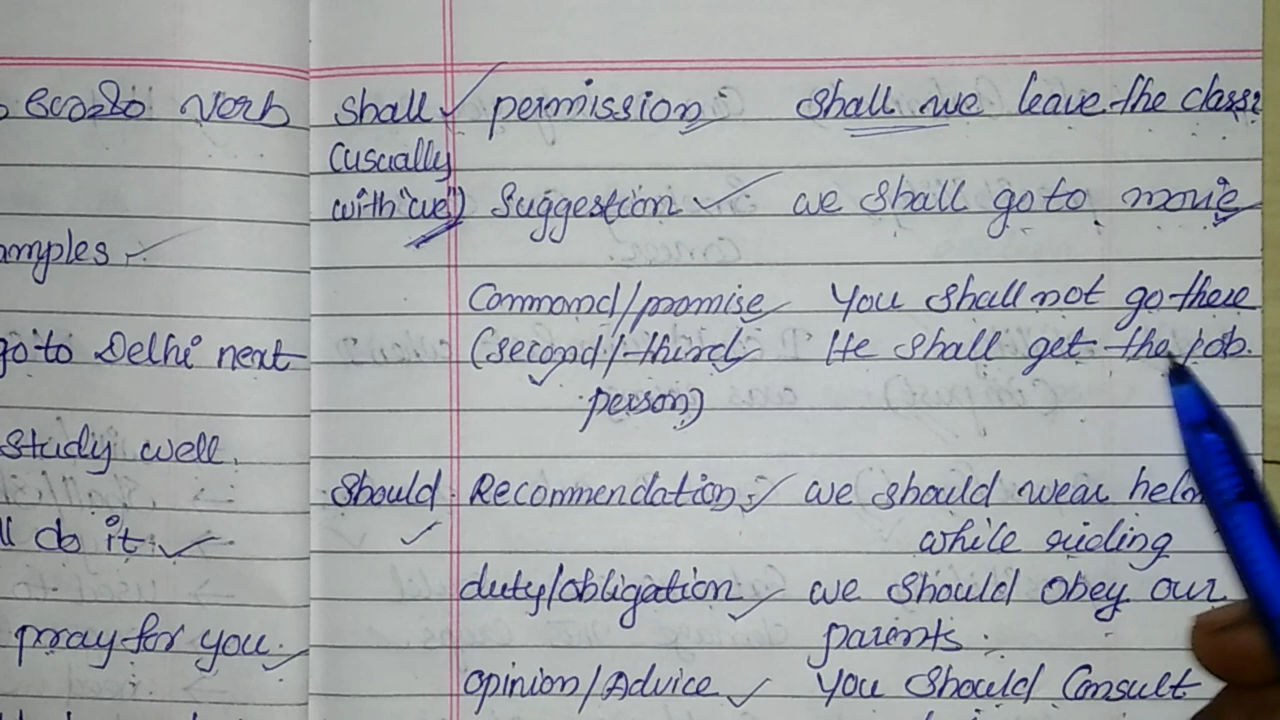 verb
amples
go to Delhi next
study well.
ll do it.
pray for you.
Shall permission: Shall we leave the class?
(usually
with "we") Suggestion we shall go to movie
Command/promise You shall not go there
(second/third He shall get the job.
person)
Should Recommendation: we should wear
while riding
duty/obligation we should obey our
parents.
opinion/Advice You should Consult